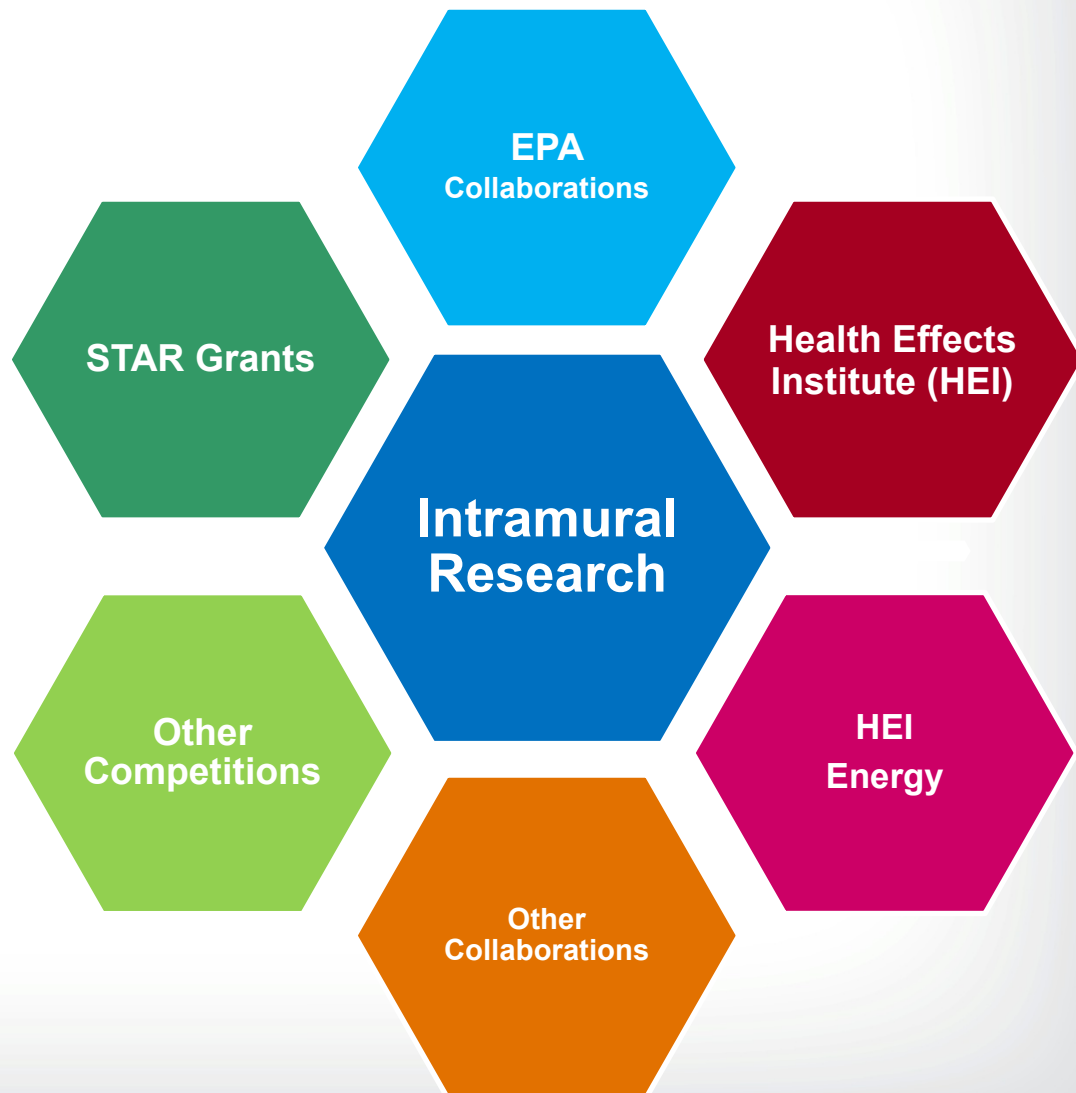 EPA
Collaborations
STAR Grants
Health Effects
Institute (HEI)
Intramural
Research
Other
Competitions
HEI
Energy
Other
Collaborations